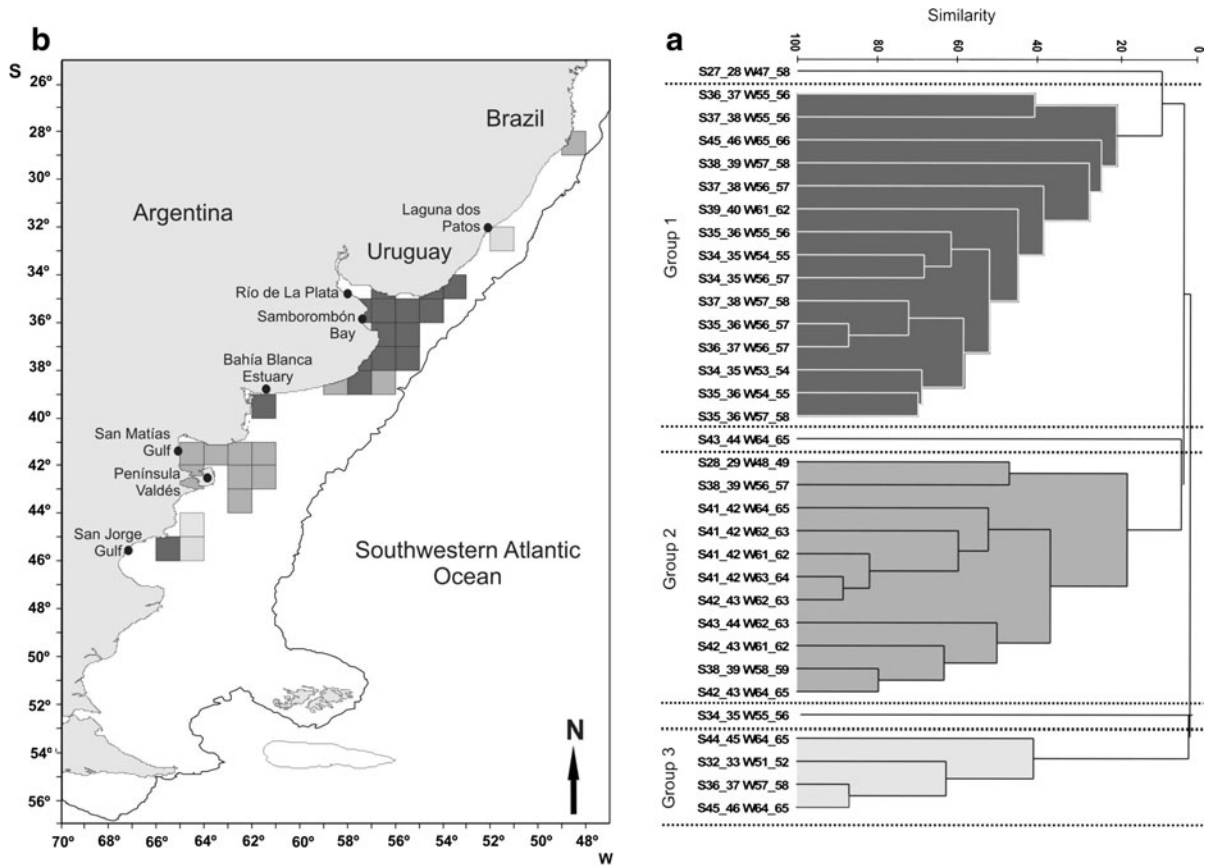 b
S
26°
28°
30°
32°
34°
36°
38°
40°
42°
44°
46°
48°
50°
52°
54°
56°
70° 68° 66° 64° 62° 60° 58° 56° 54° 52° 50° 48°
W
Brazil
Argentina
Laguna dos
Patos
Uruguay
Río de La Plata
Samborombón
Bay
Bahía Blanca
Estuary
San Matías
Gulf
Península
Valdés
San Jorge
Gulf
Southwestern Atlantic
Ocean
N
a
Similarity
100 80 60 40 20 0
S27_28 W47_58
Group 1
S36_37 W55_56
S37_38 W55_56
S45_46 W65_66
S38_39 W57_58
S37_38 W56_57
S39_40 W61_62
S35_36 W55_56
S34_35 W54_55
S34_35 W56_57
S37_38 W57_58
S35_36 W56_57
S36_37 W56_57
S34_35 W53_54
S35_36 W54_55
S35_36 W57_58
S43_44 W64_65
Group 2
S28_29 W48_49
S38_39 W56_57
S41_42 W64_65
S41_42 W62_63
S41_42 W61_62
S41_42 W63_64
S42_43 W62_63
S43_44 W62_63
S42_43 W61_62
S38_39 W58_59
S42_43 W64_65
S34_35 W55_56
Group 3
S44_45 W64_65
S32_33 W51_52
S36_37 W57_58
S45_46 W64_65